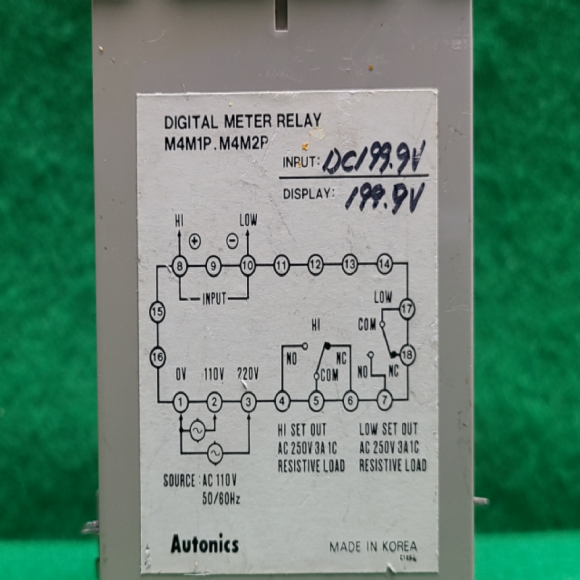 DIGITAL METER RELAY
M4M1P. M4M2P
INPUT: DC199.9V
DISPLAY: 199.9V
HI LOW
+ −
8 9 10 11 12 13 14
INPUT
LOW
15 17
COM
HI
16 NO NC 18
COM NO NC
0V 110V 220V
1 2 3 4 5 6 7
HI SET OUT LOW SET OUT
AC 250V 3A 1C AC 250V 3A 1C
RESISTIVE LOAD RESISTIVE LOAD
SOURCE : AC 110V
50/60Hz
Autonics MADE IN KOREA